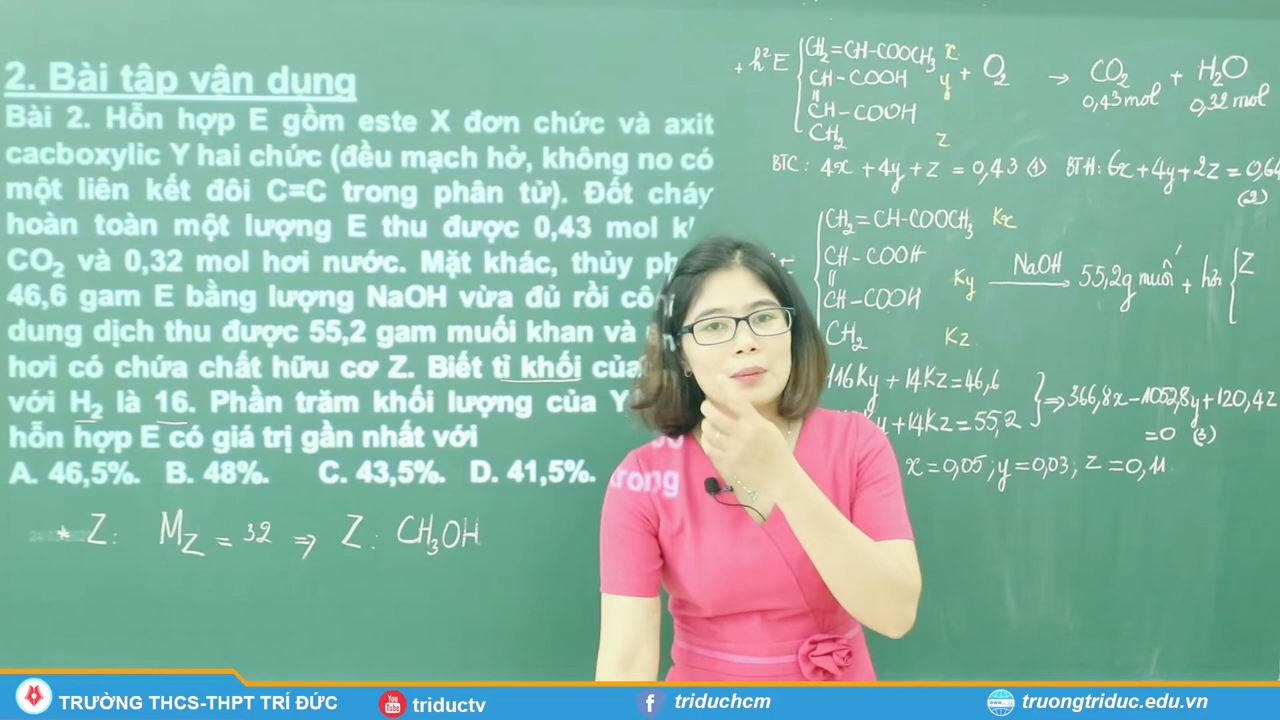 2. Bài tập vận dụng
Bài 2. Hỗn hợp E gồm este X đơn chức và axit
cacboxylic Y hai chức (đều mạch hở, không no có
một liên kết đôi C=C trong phân tử). Đốt cháy
hoàn toàn một lượng E thu được 0,43 mol
CO₂ và 0,32 mol hơi nước. Mặt khác, thủy
46,6 gam E bằng lượng NaOH vừa đủ rồi
dung dịch thu được 55,2 gam muối khan và
hơi có chứa chất hữu cơ Z. Biết tỉ khối của
với H₂ là 16. Phần trăm khối lượng của Y
hỗn hợp E có giá trị gần nhất với
A. 46,5%. B. 48%. C. 43,5%. D. 41,5%.
trong
* Z: M_Z = 32 ⇒ Z: CH₃OH
+ h² E { CH₂=CH-COOCH₃ x + O₂ → CO₂ + H₂O
CH-COOH y 0,43 mol 0,32 mol
||
CH-COOH
CH₂ z
BTC: 4x + 4y + z = 0,43 (1) BTH: 6x + 4y + 2z = 0,64
(2)
CH₂=CH-COOCH₃ Kx
CH-COOH
||
CH-COOH Ky NaOH → 55,2g muối + hơi { Z
CH₂ Kz
116Ky + 14Kz = 46,6
y + 14Kz = 55,2 } ⇒ 366,8x - 1052,8y + 120,4z
= 0 (3)
x = 0,05; y = 0,03; z = 0,11
TRƯỜNG THCS-THPT TRÍ ĐỨC
You Tube triductv
f triduchcm
www. truongtriduc.edu.vn